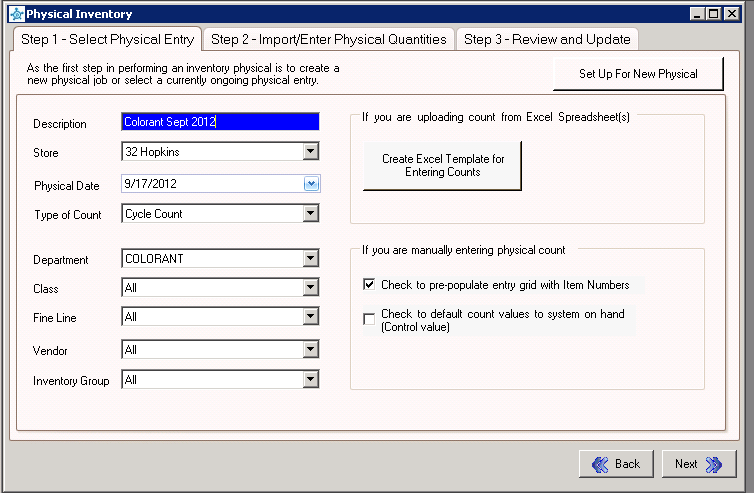 Physical Inventory
Step 1 - Select Physical Entry
Step 2 - Import/Enter Physical Quantities
Step 3 - Review and Update
As the first step in performing an inventory physical is to create a
new physical job or select a currently ongoing physical entry.
Set Up For New Physical
Description
Colorant Sept 2012
Store
32 Hopkins
Physical Date
9/17/2012
Type of Count
Cycle Count
Department
COLORANT
Class
All
Fine Line
All
Vendor
All
Inventory Group
All
If you are uploading count from Excel Spreadsheet(s)
Create Excel Template for
Entering Counts
If you are manually entering physical count
Check to pre-populate entry grid with Item Numbers
Check to default count values to system on hand
(Control value)
Back
Next